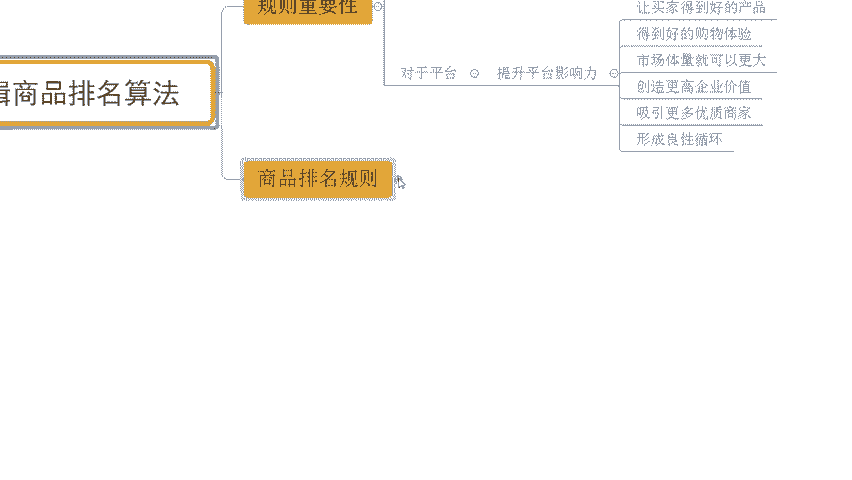 规则重要性
让买家得到好的产品
得到好的购物体验
市场体量就可以更大
对于平台
提升平台影响力
创造更高企业价值
商品排名算法
吸引更多优质商家
形成良性循环
商品排名规则